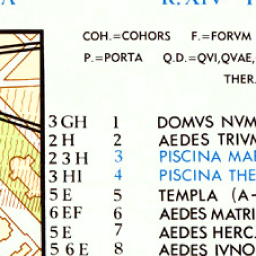 COH.=COHORS F.=FORVM
P.=PORTA Q.D.=QVI,QVAE,
THER.
3 GH 1 DOMVS NVM
2 H 2 AEDES TRIVM
2 3 H 3 PISCINA
3 HI 4 PISCINA THE
5 E 5 TEMPLA (A-
6 EF 6 AEDES MATRI
5 E 7 AEDES HERC
5 6 E 8 AEDES IVNO